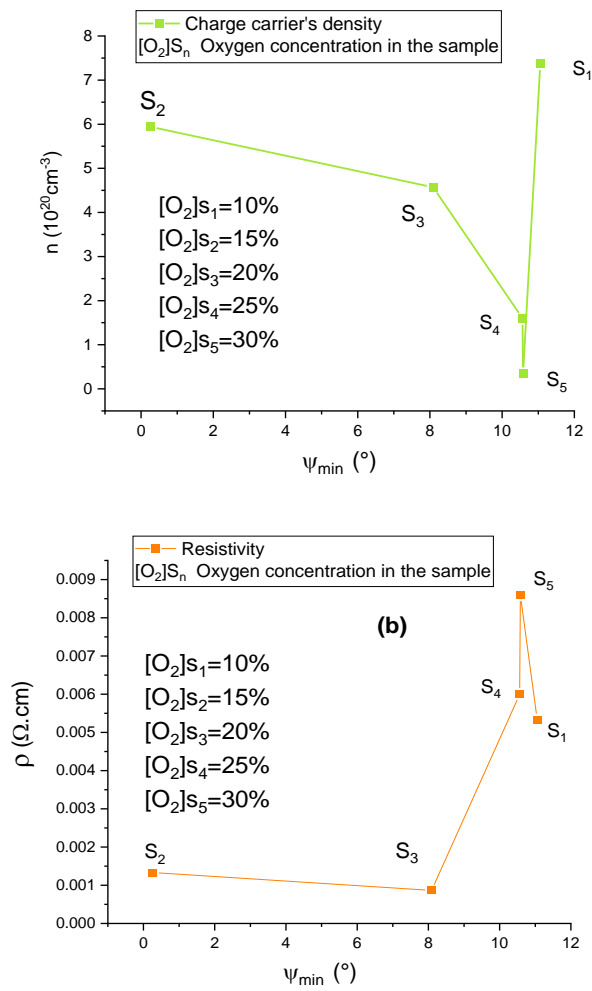 Charge carrier's density
[O₂]Sₙ Oxygen concentration in the sample
8
7
6
5
4
3
2
1
0
n (10²⁰cm⁻³)
S₂
S₃
S₄
S₅
S₁
[O₂]s₁=10%
[O₂]s₂=15%
[O₂]s₃=20%
[O₂]s₄=25%
[O₂]s₅=30%
0 2 4 6 8 10 12
ψmin (°)
Resistivity
[O₂]Sₙ Oxygen concentration in the sample
0.009
0.008
0.007
0.006
0.005
0.004
0.003
0.002
0.001
0.000
ρ (Ω.cm)
(b)
S₅
S₄
S₁
S₂
S₃
[O₂]s₁=10%
[O₂]s₂=15%
[O₂]s₃=20%
[O₂]s₄=25%
[O₂]s₅=30%
0 2 4 6 8 10 12
ψmin (°)